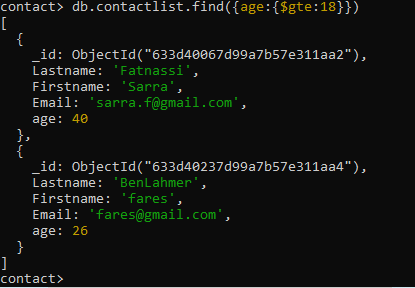 contact> db.contactlist.find({age:{$gte:18}})
[
  {
    _id: ObjectId("633d40067d99a7b57e311aa2"),
    Lastname: 'Fatnassi',
    Firstname: 'Sarra',
    Email: 'sarra.f@gmail.com',
    age: 40
  },
  {
    _id: ObjectId("633d40237d99a7b57e311aa4"),
    Lastname: 'BenLahmer',
    Firstname: 'fares',
    Email: 'fares@gmail.com',
    age: 26
  }
]
contact>